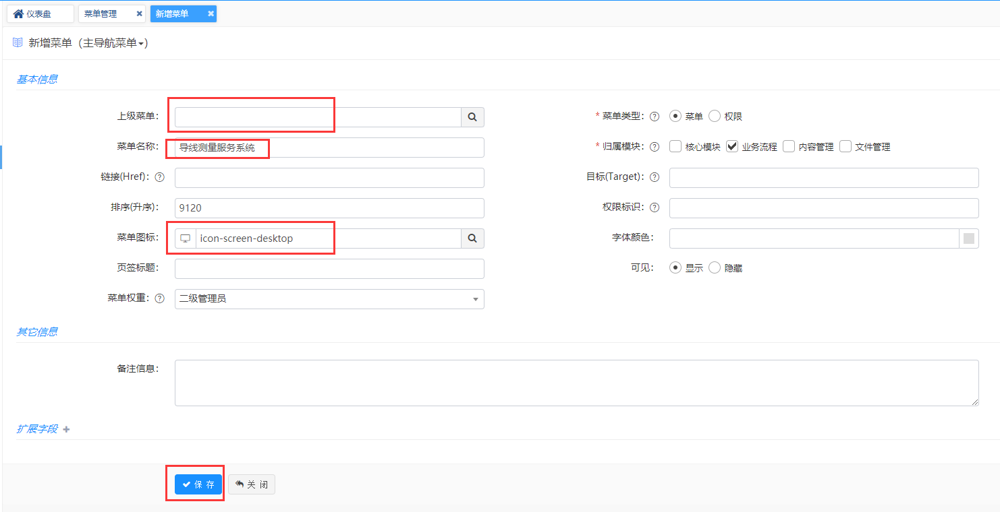 仪表盘 菜单管理 新增菜单
新增菜单（主导航菜单）
基本信息
上级菜单： * 菜单类型： 菜单 权限
菜单名称： 导线测量服务系统 * 归属模块： 核心模块 业务流程 内容管理 文件管理
链接(Href)： 目标(Target)：
排序(升序)： 9120 权限标识：
菜单图标： icon-screen-desktop 字体颜色：
页签标题： 可见： 显示 隐藏
菜单权重： 二级管理员
其它信息
备注信息：
扩展字段
保 存 关 闭